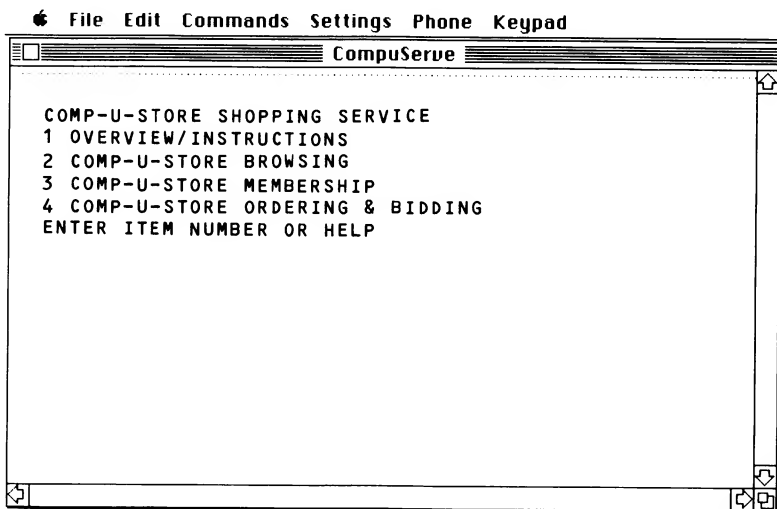 File Edit Commands Settings Phone Keypad
CompuServe
COMP-U-STORE SHOPPING SERVICE
1 OVERVIEW/INSTRUCTIONS
2 COMP-U-STORE BROWSING
3 COMP-U-STORE MEMBERSHIP
4 COMP-U-STORE ORDERING & BIDDING
ENTER ITEM NUMBER OR HELP